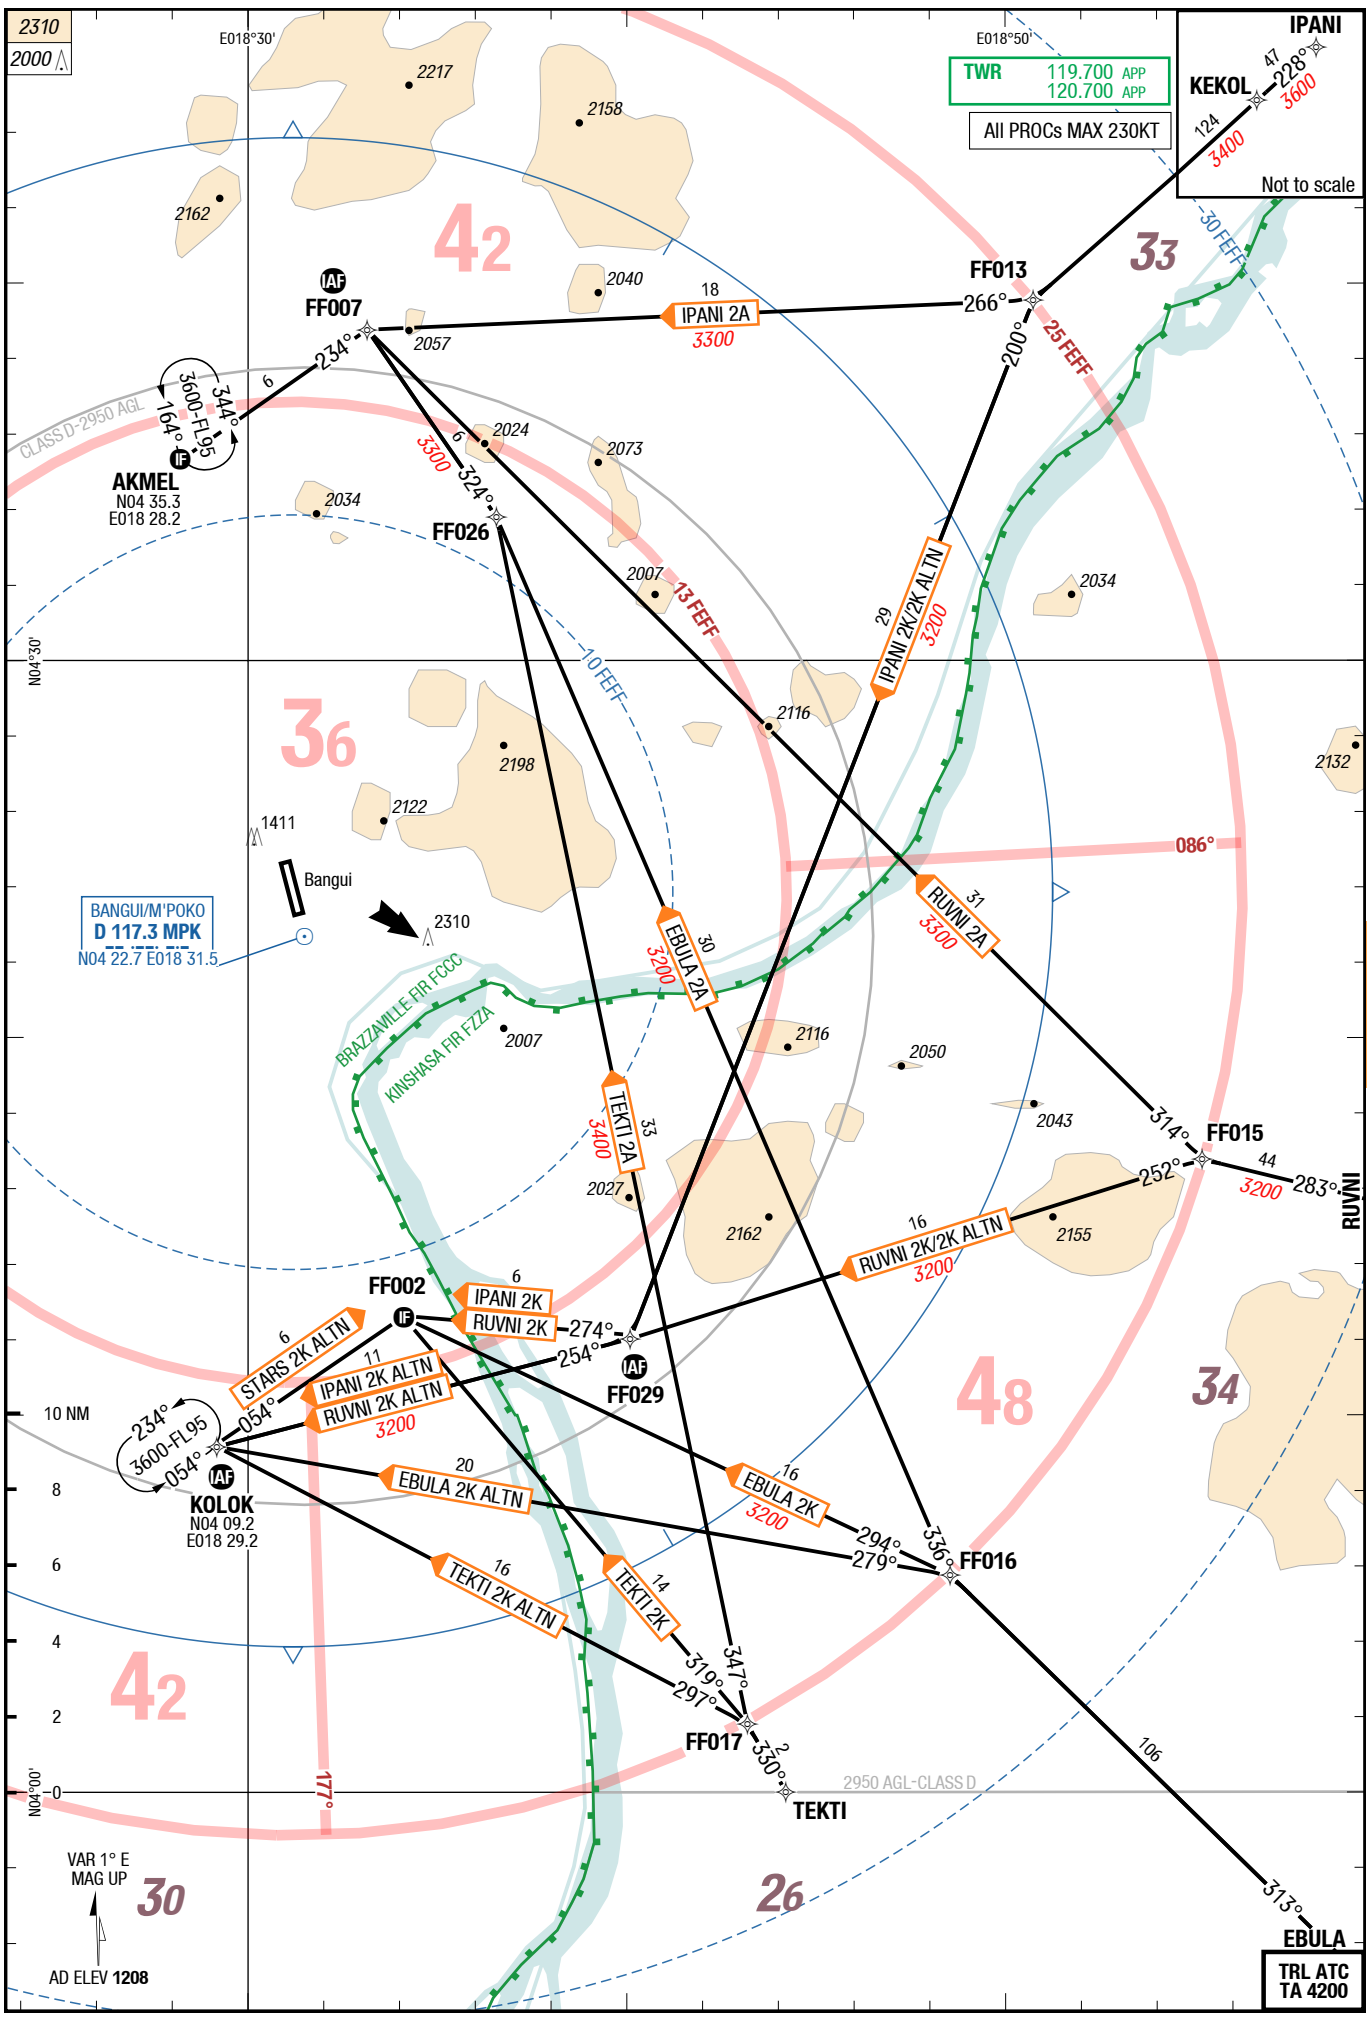 2310
2000
E018°30'
E018°50'
IPANI
47
228°
3600
KEKOL
124
3400
Not to scale
TWR 119.700 APP
120.700 APP
All PROCs MAX 230KT
2217
2158
2162
42
33
30 FEFF
2040
IAF
FF007
FF013
18
IPANI 2A
3300
266°
200°
25 FEFF
2057
234°
6
CLASS D-2950 AGL
3600-FL95
344°
164°
IF
AKMEL
N04 35.3
E018 28.2
2024
6
3300
324°
2073
2034
FF026
2007
13 FEFF
29
IPANI 2K/2K ALTN
3200
2034
N04°30'
10 FEFF
36
2116
2198
2132
2122
1411
086°
Bangui
BANGUI/M'POKO
D 117.3 MPK
N04 22.7 E018 31.5
2310
31
RUVNI 2A
3300
30
EBULA 2A
3200
BRAZZAVILLE FIR FCCC
KINSHASA FIR FZZA
2007
2116
2050
2043
33
TEKTI 2A
3400
314°
FF015
44
3200
283°
RUVNI
252°
2027
2162
16
RUVNI 2K/2K ALTN
3200
2155
FF002
IF
6
IPANI 2K
RUVNI 2K
274°
254°
IAF
FF029
6
STARS 2K ALTN
11
IPANI 2K ALTN
RUVNI 2K ALTN
3200
48
34
10 NM
234°
3600-FL95
054°
054°
IAF
KOLOK
N04 09.2
E018 29.2
20
EBULA 2K ALTN
16
EBULA 2K
3200
294°
279°
336°
FF016
8
6
4
2
0
16
TEKTI 2K ALTN
14
TEKTI 2K
319°
297°
347°
42
FF017
2
330°
TEKTI
106
N04°00'
177°
2950 AGL-CLASS D
VAR 1° E
MAG UP
30
26
313°
EBULA
AD ELEV 1208
TRL ATC
TA 4200